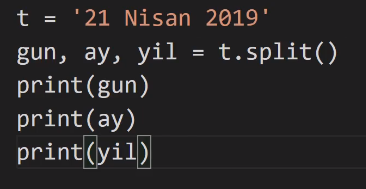 t = '21 Nisan 2019'
gun, ay, yil = t.split()
print(gun)
print(ay)
print(yil)